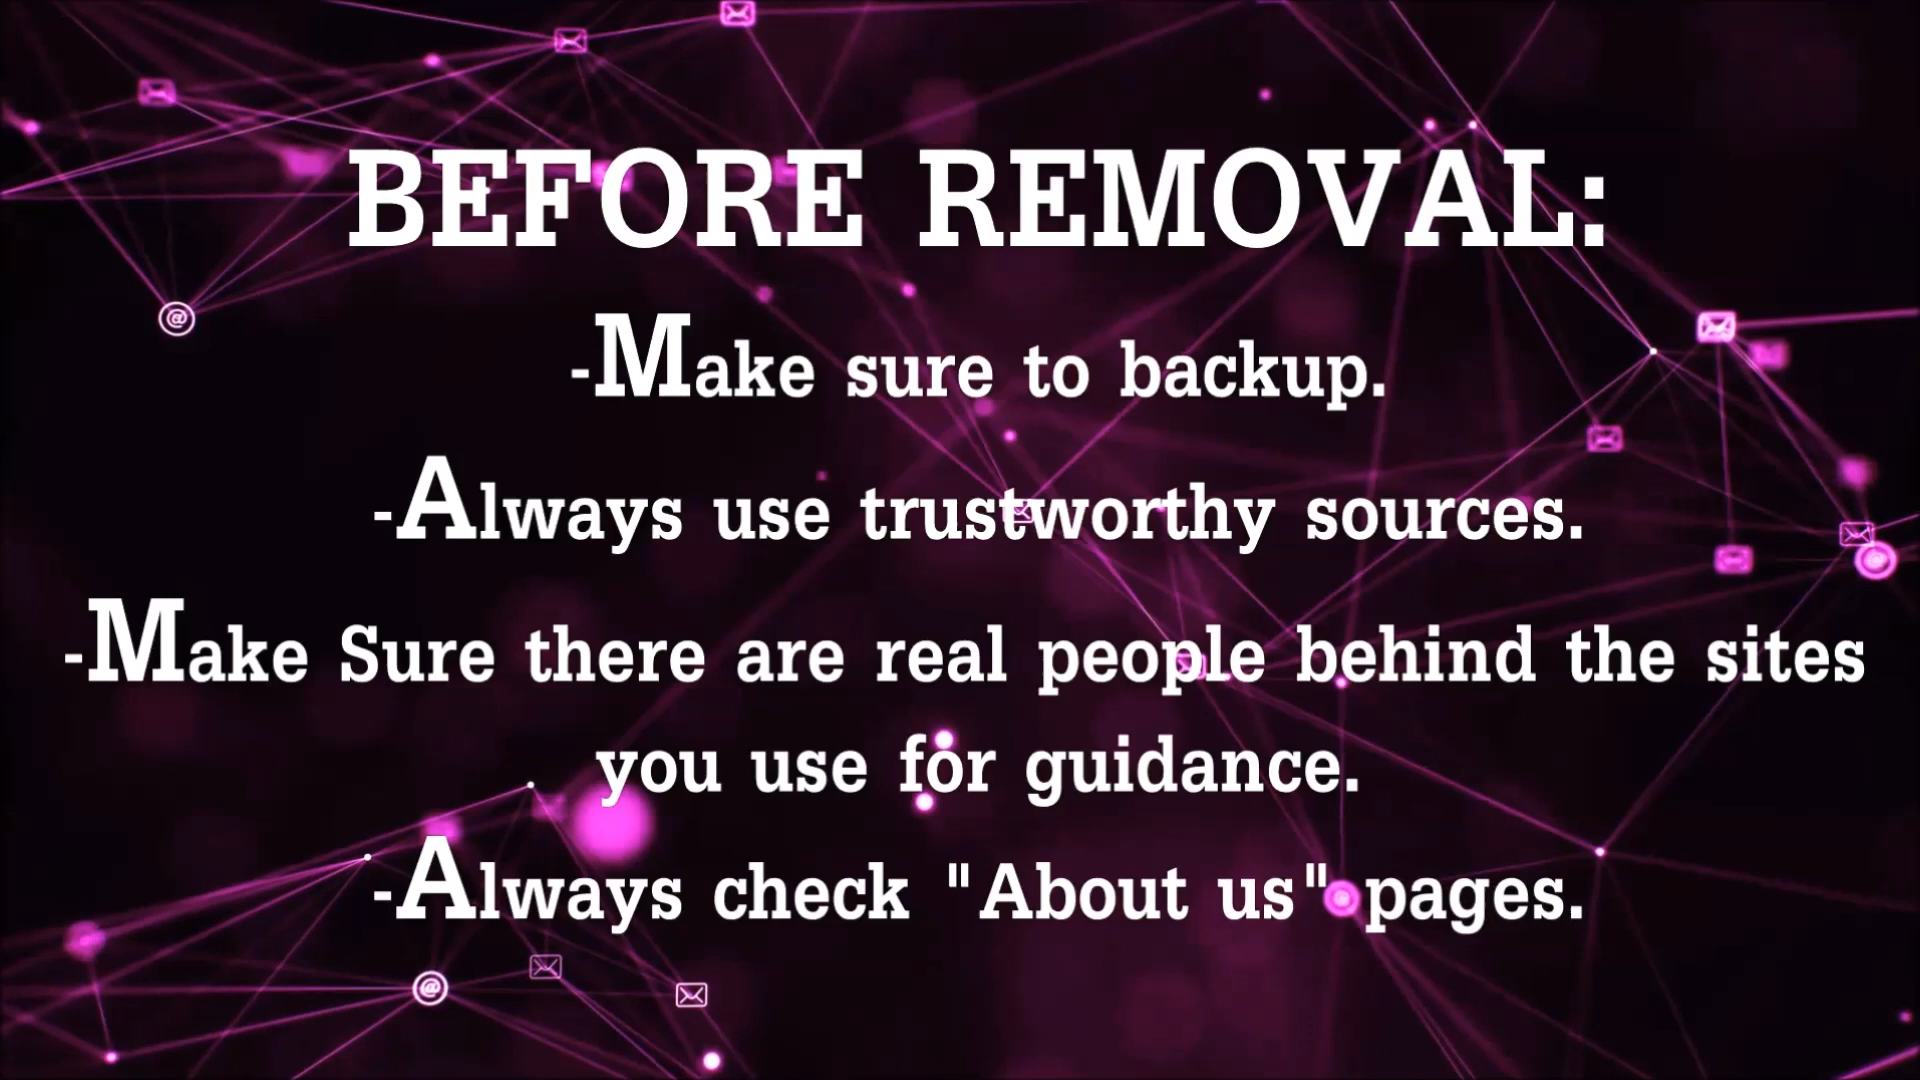 BEFORE REMOVAL:
-Make sure to backup.
-Always use trustworthy sources.
-Make Sure there are real people behind the sites
you use for guidance.
-Always check "About us" pages.